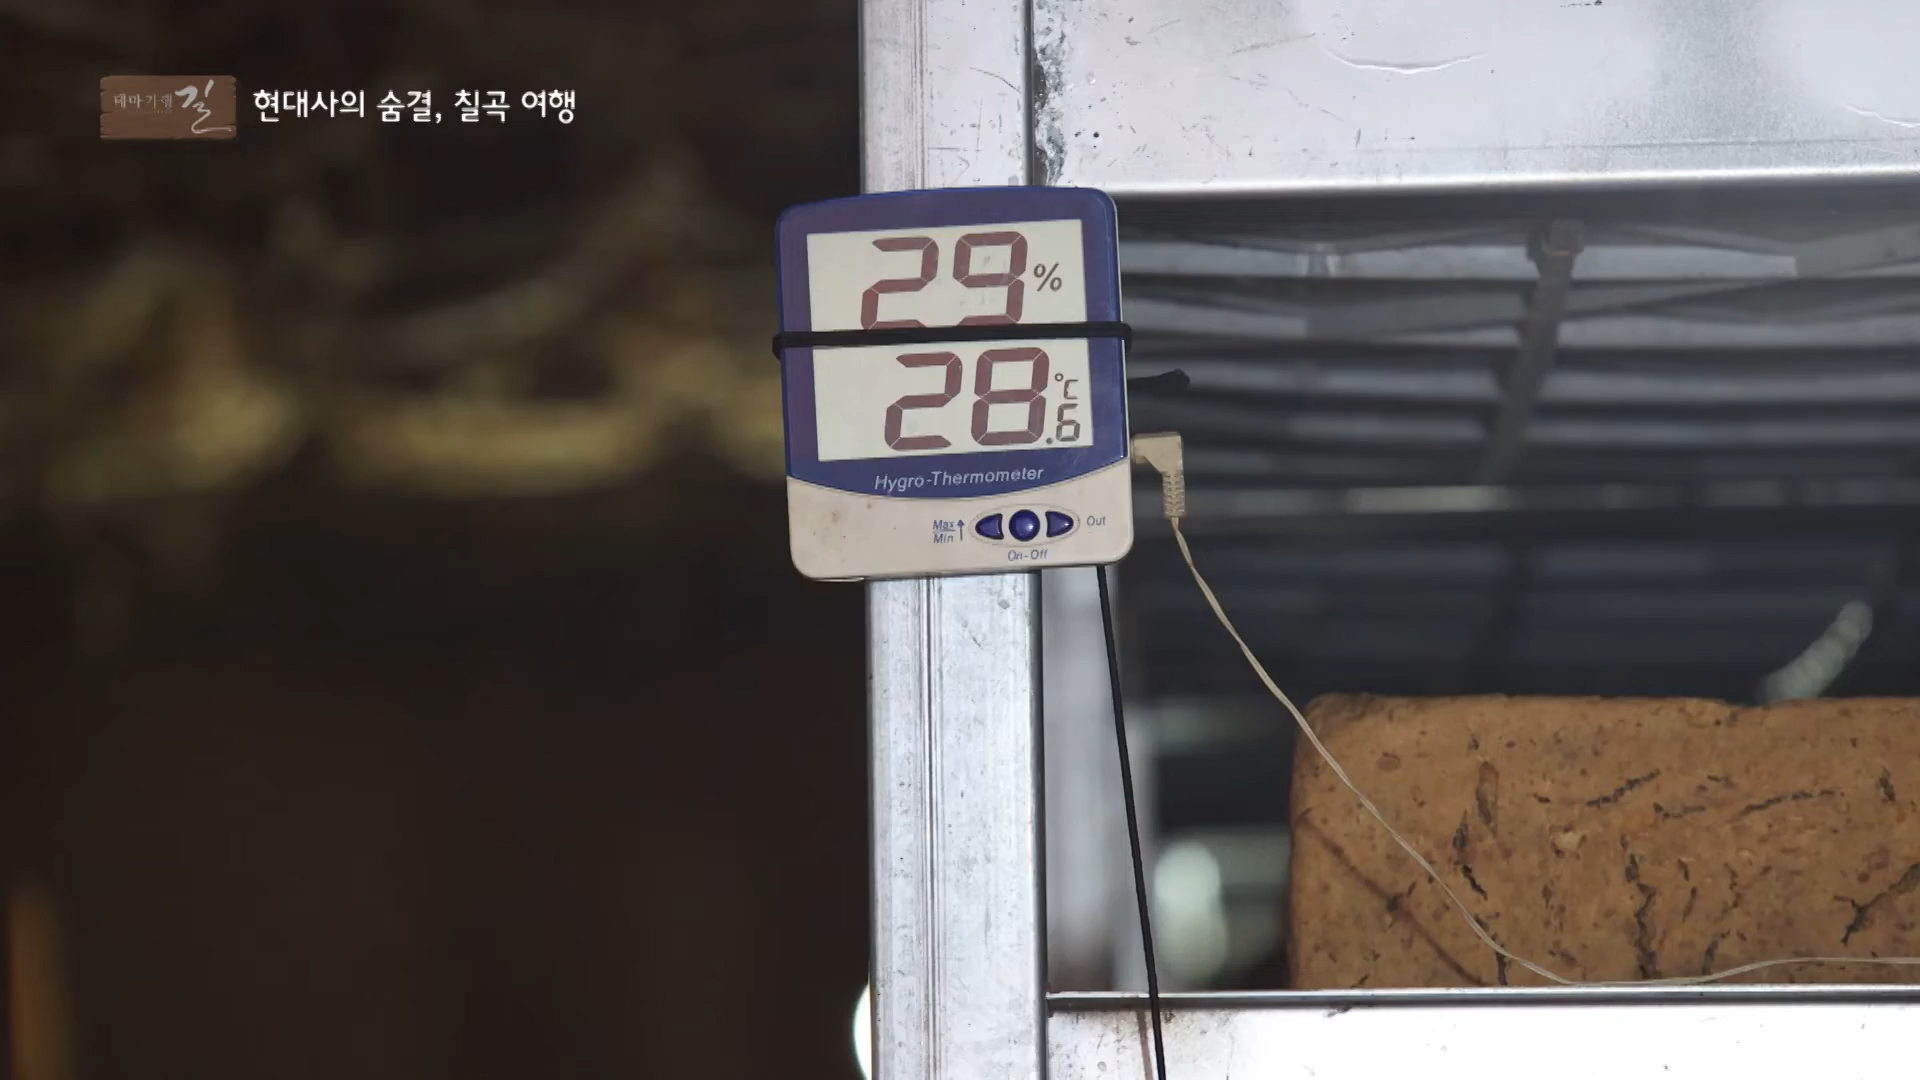 테마기행 길 현대사의 숨결, 칠곡 여행
29 %
28.6 ℃
Hygro-Thermometer
Max
Min
Out
On-Off